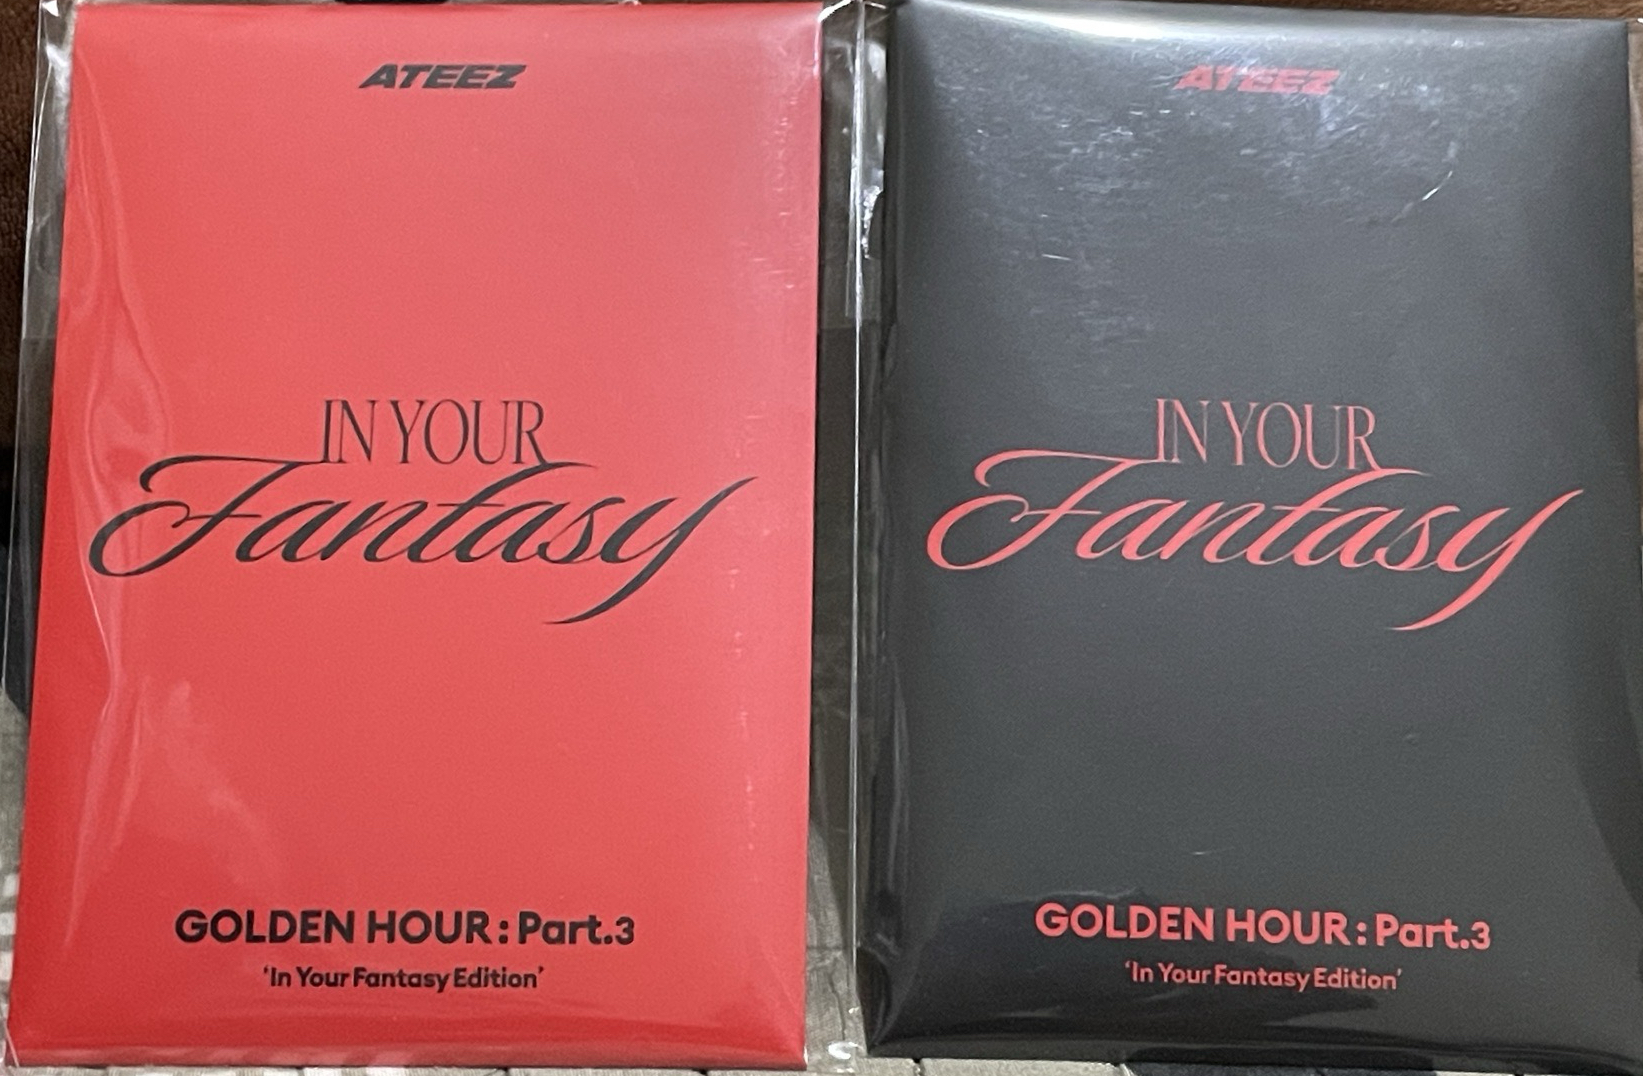 ATEEZ
IN YOUR
Fantasy
GOLDEN HOUR : Part.3
'In Your Fantasy Edition'
ATEEZ
IN YOUR
Fantasy
GOLDEN HOUR : Part.3
'In Your Fantasy Edition'